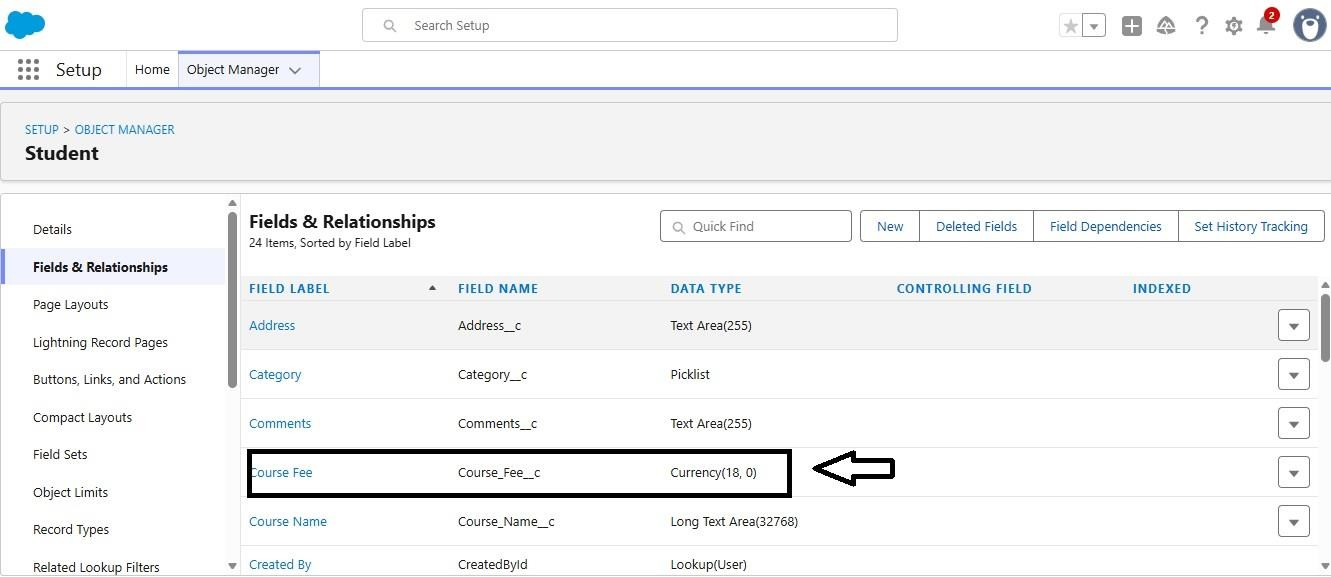 Search Setup
2
Setup
Home
Object Manager
SETUP > OBJECT MANAGER
Student
Details
Fields & Relationships
Page Layouts
Lightning Record Pages
Buttons, Links, and Actions
Compact Layouts
Field Sets
Object Limits
Record Types
Related Lookup Filters
Fields & Relationships
24 Items, Sorted by Field Label
Quick Find
New
Deleted Fields
Field Dependencies
Set History Tracking
FIELD LABEL FIELD NAME DATA TYPE CONTROLLING FIELD INDEXED
Address Address__c Text Area(255)
Category Category__c Picklist
Comments Comments__c Text Area(255)
Course Fee Course_Fee__c Currency(18, 0)
Course Name Course_Name__c Long Text Area(32768)
Created By CreatedById Lookup(User)